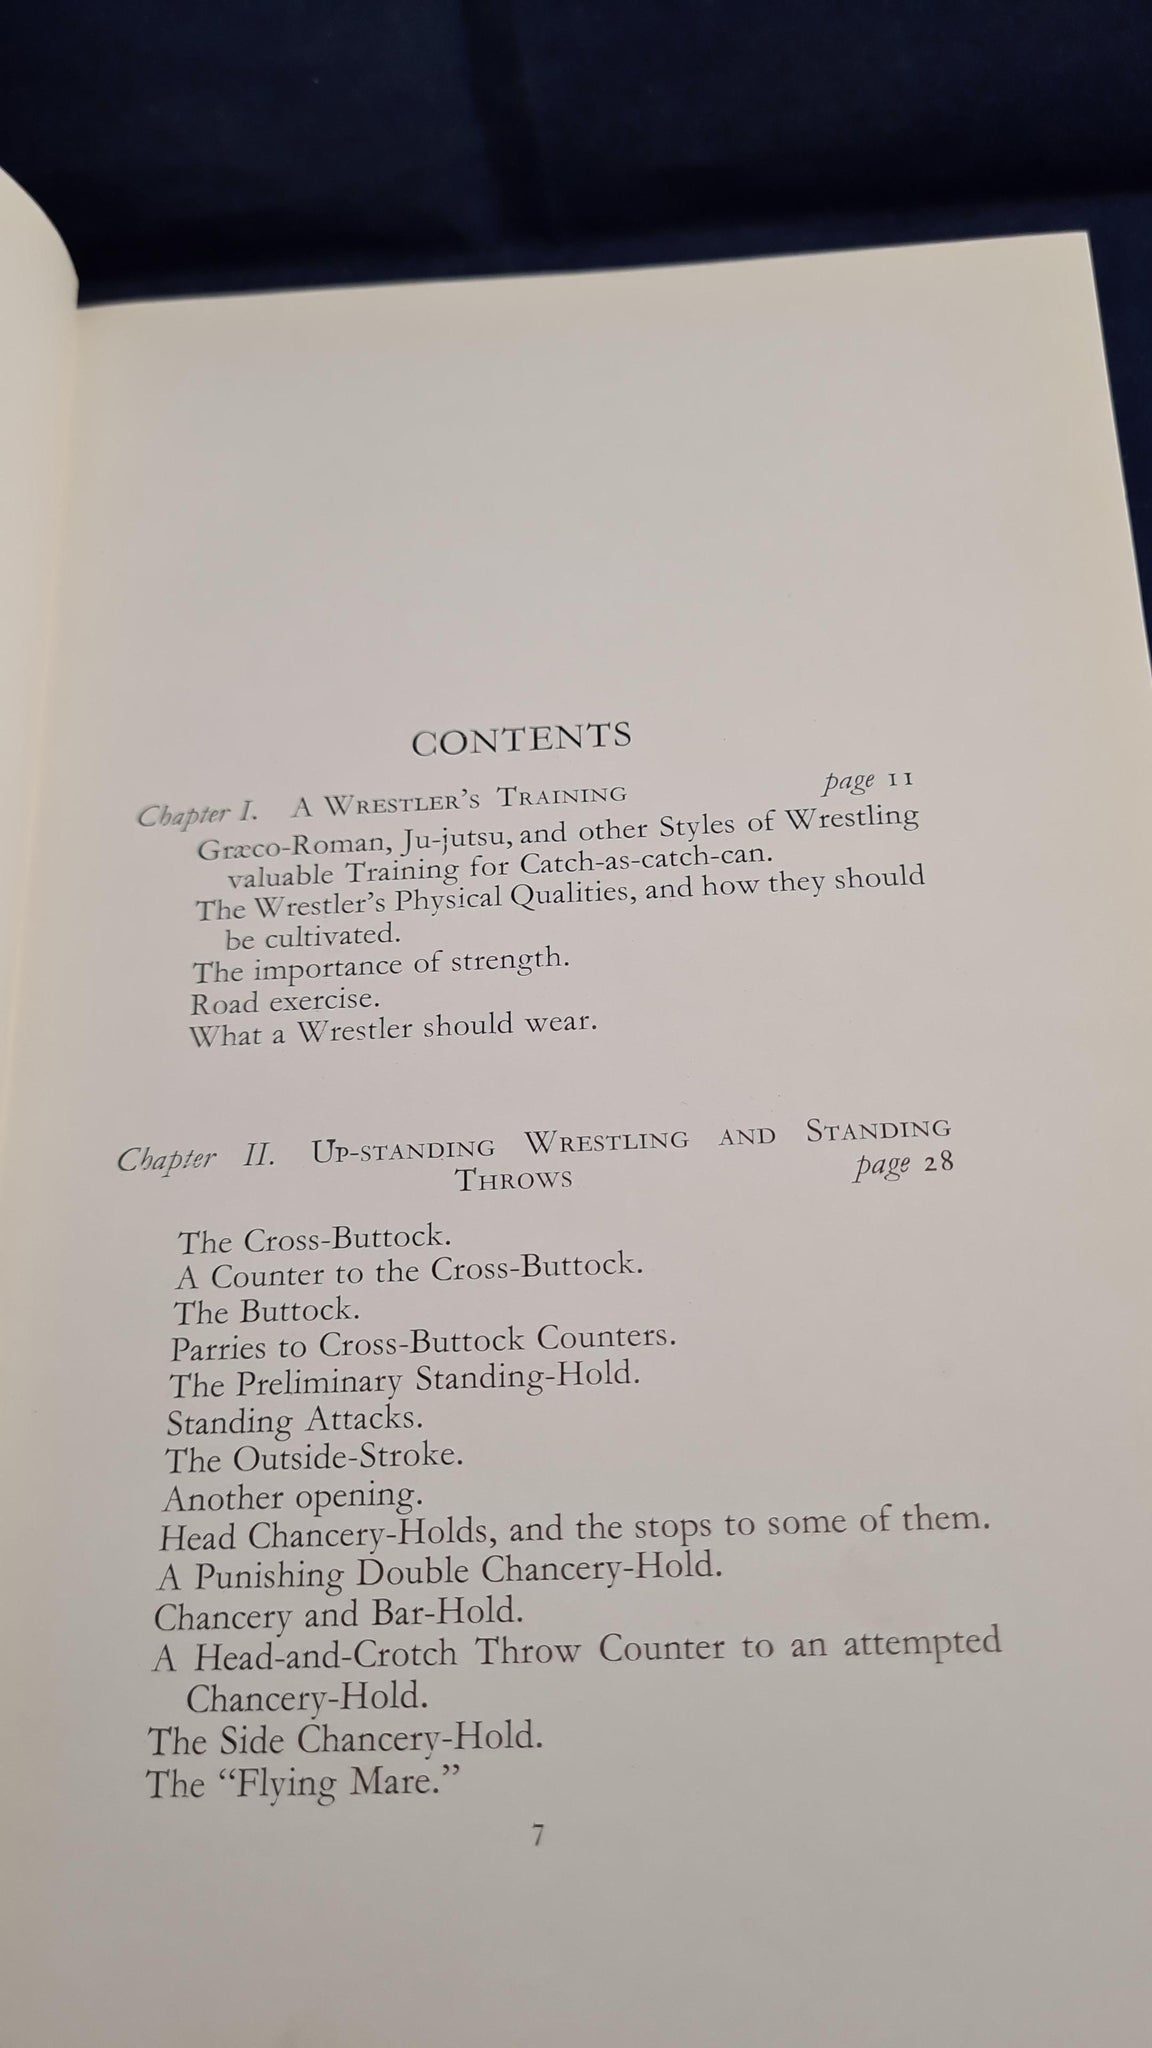 CONTENTS
Chapter I. A WRESTLER'S TRAINING page 11
Græco-Roman, Ju-jutsu, and other Styles of Wrestling
valuable Training for Catch-as-catch-can.
The Wrestler's Physical Qualities, and how they should
be cultivated.
The importance of strength.
Road exercise.
What a Wrestler should wear.
Chapter II. UP-STANDING WRESTLING AND STANDING
THROWS page 28
The Cross-Buttock.
A Counter to the Cross-Buttock.
The Buttock.
Parries to Cross-Buttock Counters.
The Preliminary Standing-Hold.
Standing Attacks.
The Outside-Stroke.
Another opening.
Head Chancery-Holds, and the stops to some of them.
A Punishing Double Chancery-Hold.
Chancery and Bar-Hold.
A Head-and-Crotch Throw Counter to an attempted
Chancery-Hold.
The Side Chancery-Hold.
The “Flying Mare.”
7